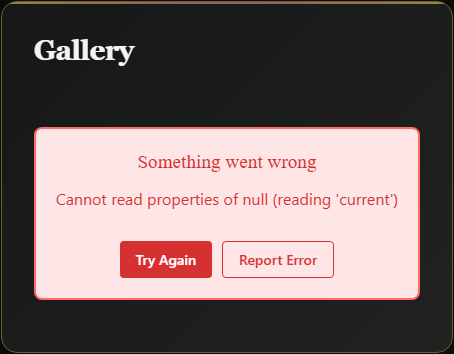 Gallery
Something went wrong
Cannot read properties of null (reading 'current')
Try Again
Report Error